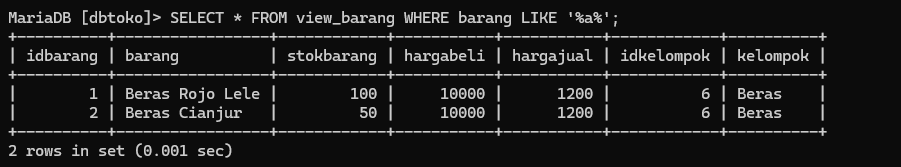 MariaDB [dbtoko]> SELECT * FROM view_barang WHERE barang LIKE '%a%';
+----------+-----------------+------------+-----------+-----------+------------+----------+
| idbarang | barang          | stokbarang | hargabeli | hargajual | idkelompok | kelompok |
+----------+-----------------+------------+-----------+-----------+------------+----------+
|        1 | Beras Rojo Lele |        100 |     10000 |      1200 |          6 | Beras    |
|        2 | Beras Cianjur   |         50 |     10000 |      1200 |          6 | Beras    |
+----------+-----------------+------------+-----------+-----------+------------+----------+
2 rows in set (0.001 sec)